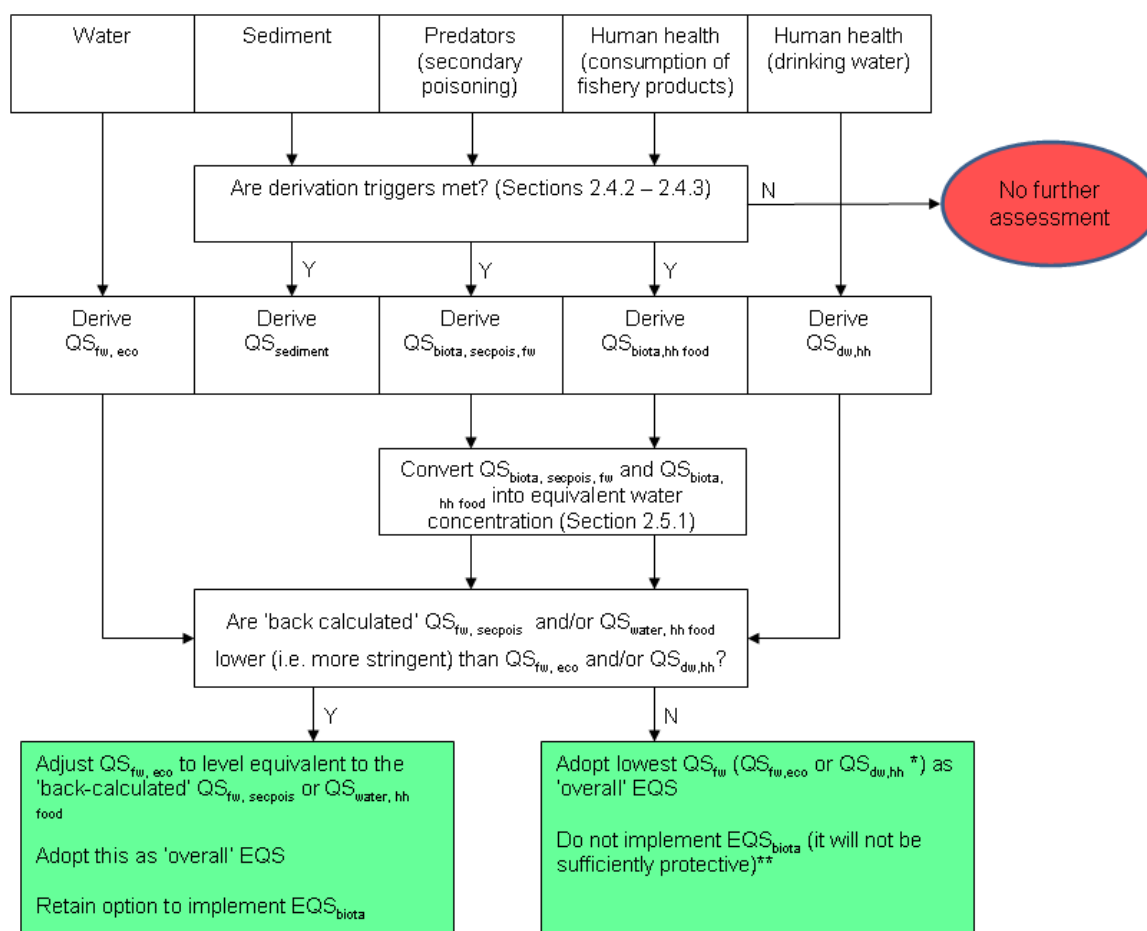 Water
Sediment
Predators
(secondary
poisoning)
Human health
(consumption of
fishery products)
Human health
(drinking water)
Are derivation triggers met? (Sections 2.4.2 – 2.4.3)
N
No further
assessment
Y
Y
Y
Derive
QSfw, eco
Derive
QSsediment
Derive
QSbiota, secpois, fw
Derive
QSbiota,hh food
Derive
QSdw,hh
Convert QSbiota, secpois, fw and QSbiota,
hh food into equivalent water
concentration (Section 2.5.1)
Are 'back calculated' QSfw, secpois and/or QSwater, hh food
lower (i.e. more stringent) than QSfw, eco and/or QSdw,hh?
Y
N
Adjust QSfw, eco to level equivalent to the
'back-calculated' QSfw, secpois or QSwater, hh
food
Adopt this as 'overall' EQS
Retain option to implement EQSbiota
Adopt lowest QSfw (QSfw,eco or QSdw,hh *) as
'overall' EQS
Do not implement EQSbiota (it will not be
sufficiently protective)**